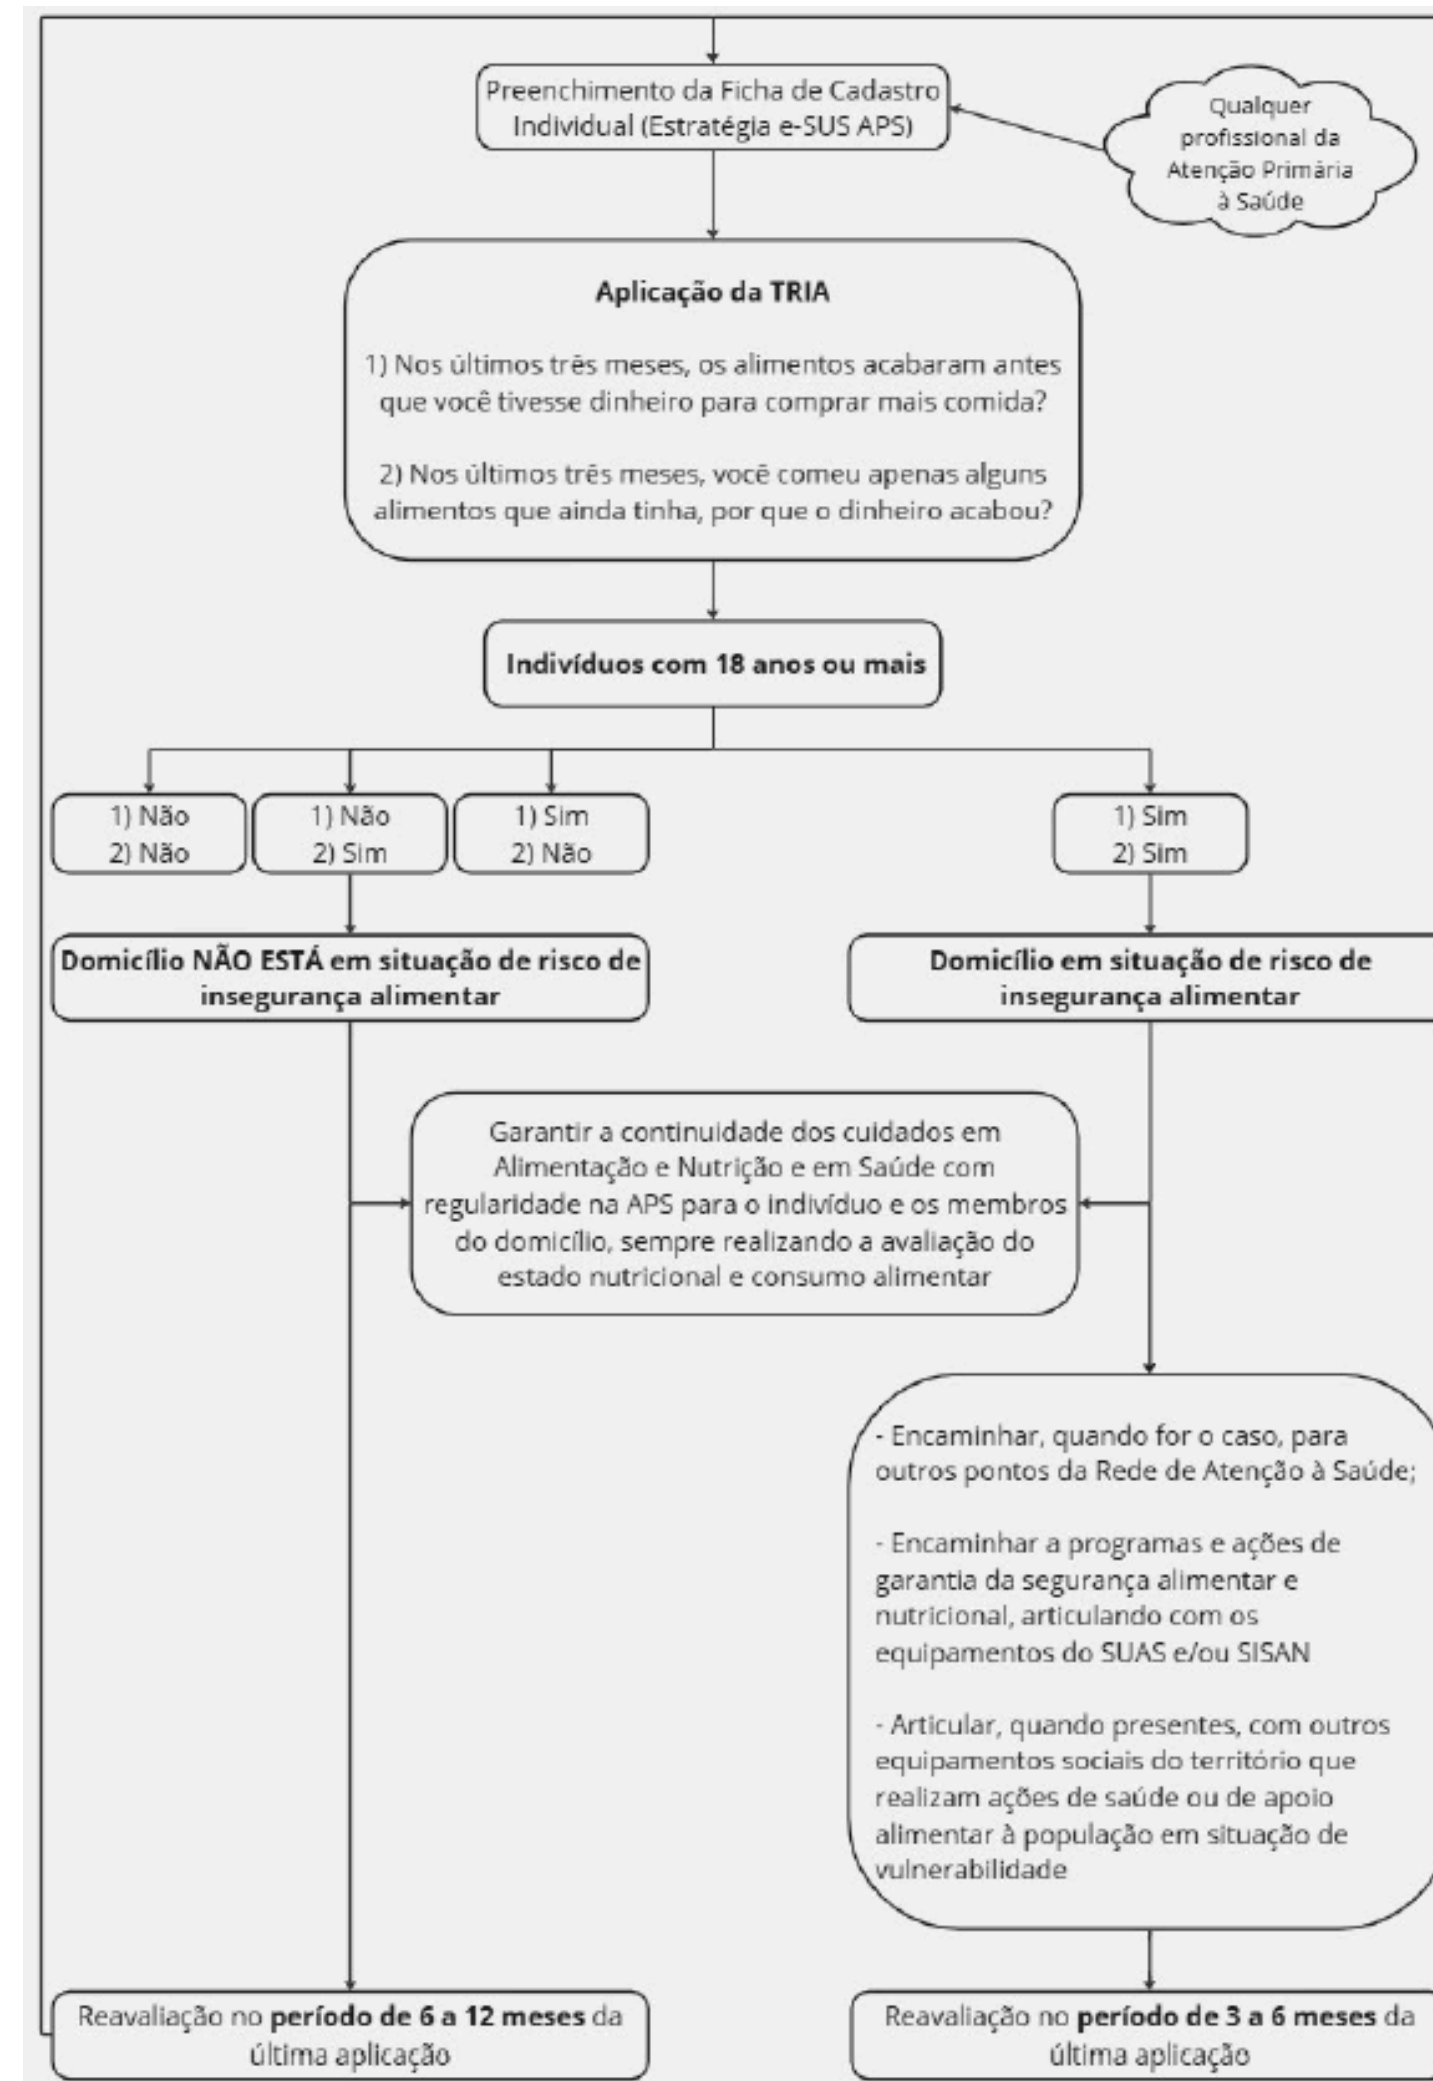 Preenchimento da Ficha de Cadastro
Individual (Estratégia e-SUS APS)
Qualquer
profissional da
Atenção Primária
à Saúde
Aplicação da TRIA
1) Nos últimos três meses, os alimentos acabaram antes
que você tivesse dinheiro para comprar mais comida?
2) Nos últimos três meses, você comeu apenas alguns
alimentos que ainda tinha, por que o dinheiro acabou?
Indivíduos com 18 anos ou mais
1) Não
2) Não
1) Não
2) Sim
1) Sim
2) Não
1) Sim
2) Sim
Domicílio NÃO ESTÁ em situação de risco de
insegurança alimentar
Domicílio em situação de risco de
insegurança alimentar
Garantir a continuidade dos cuidados em
Alimentação e Nutrição e em Saúde com
regularidade na APS para o indivíduo e os membros
do domicílio, sempre realizando a avaliação do
estado nutricional e consumo alimentar
- Encaminhar, quando for o caso, para
outros pontos da Rede de Atenção à Saúde;
- Encaminhar a programas e ações de
garantia da segurança alimentar e
nutricional, articulando com os
equipamentos do SUAS e/ou SISAN
- Articular, quando presentes, com outros
equipamentos sociais do território que
realizam ações de saúde ou de apoio
alimentar à população em situação de
vulnerabilidade
Reavaliação no período de 6 a 12 meses da
última aplicação
Reavaliação no período de 3 a 6 meses da
última aplicação